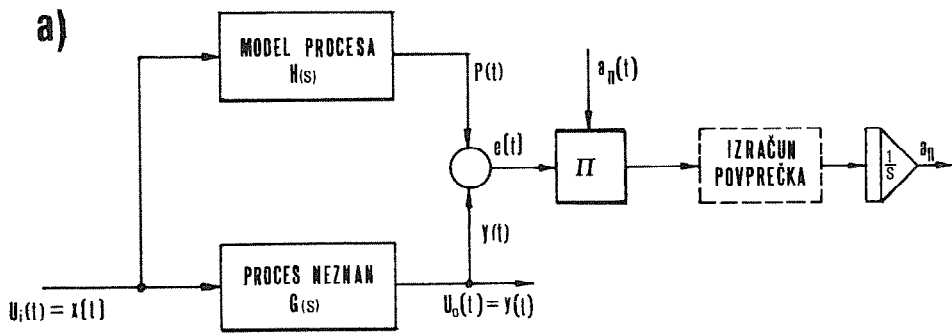 a)
MODEL PROCESA
H(S)
P(t)
a_n(t)
e(t)
Π
IZRAČUN
POVPREČKA
1/S
a_n
y(t)
PROCES NEZNAN
G(S)
U_i(t) = x(t)
U_o(t) = y(t)